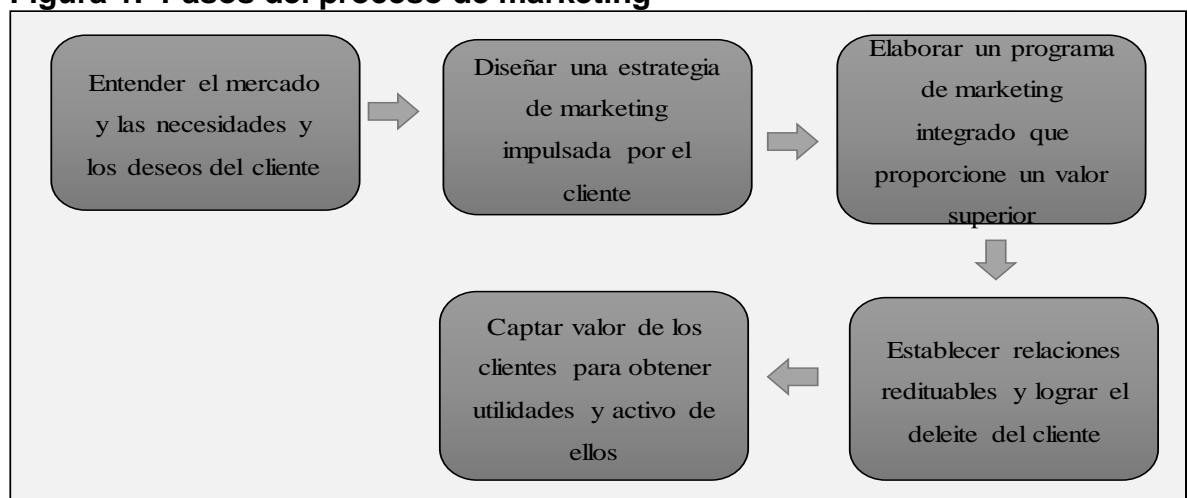 Figura 1. Pasos del proceso de marketing
Entender el mercado
y las necesidades y
los deseos del cliente
Diseñar una estrategia
de marketing
impulsada por el
cliente
Elaborar un programa
de marketing
integrado que
proporcione un valor
superior
Establecer relaciones
redituables y lograr el
deleite del cliente
Captar valor de los
clientes para obtener
utilidades y activo de
ellos